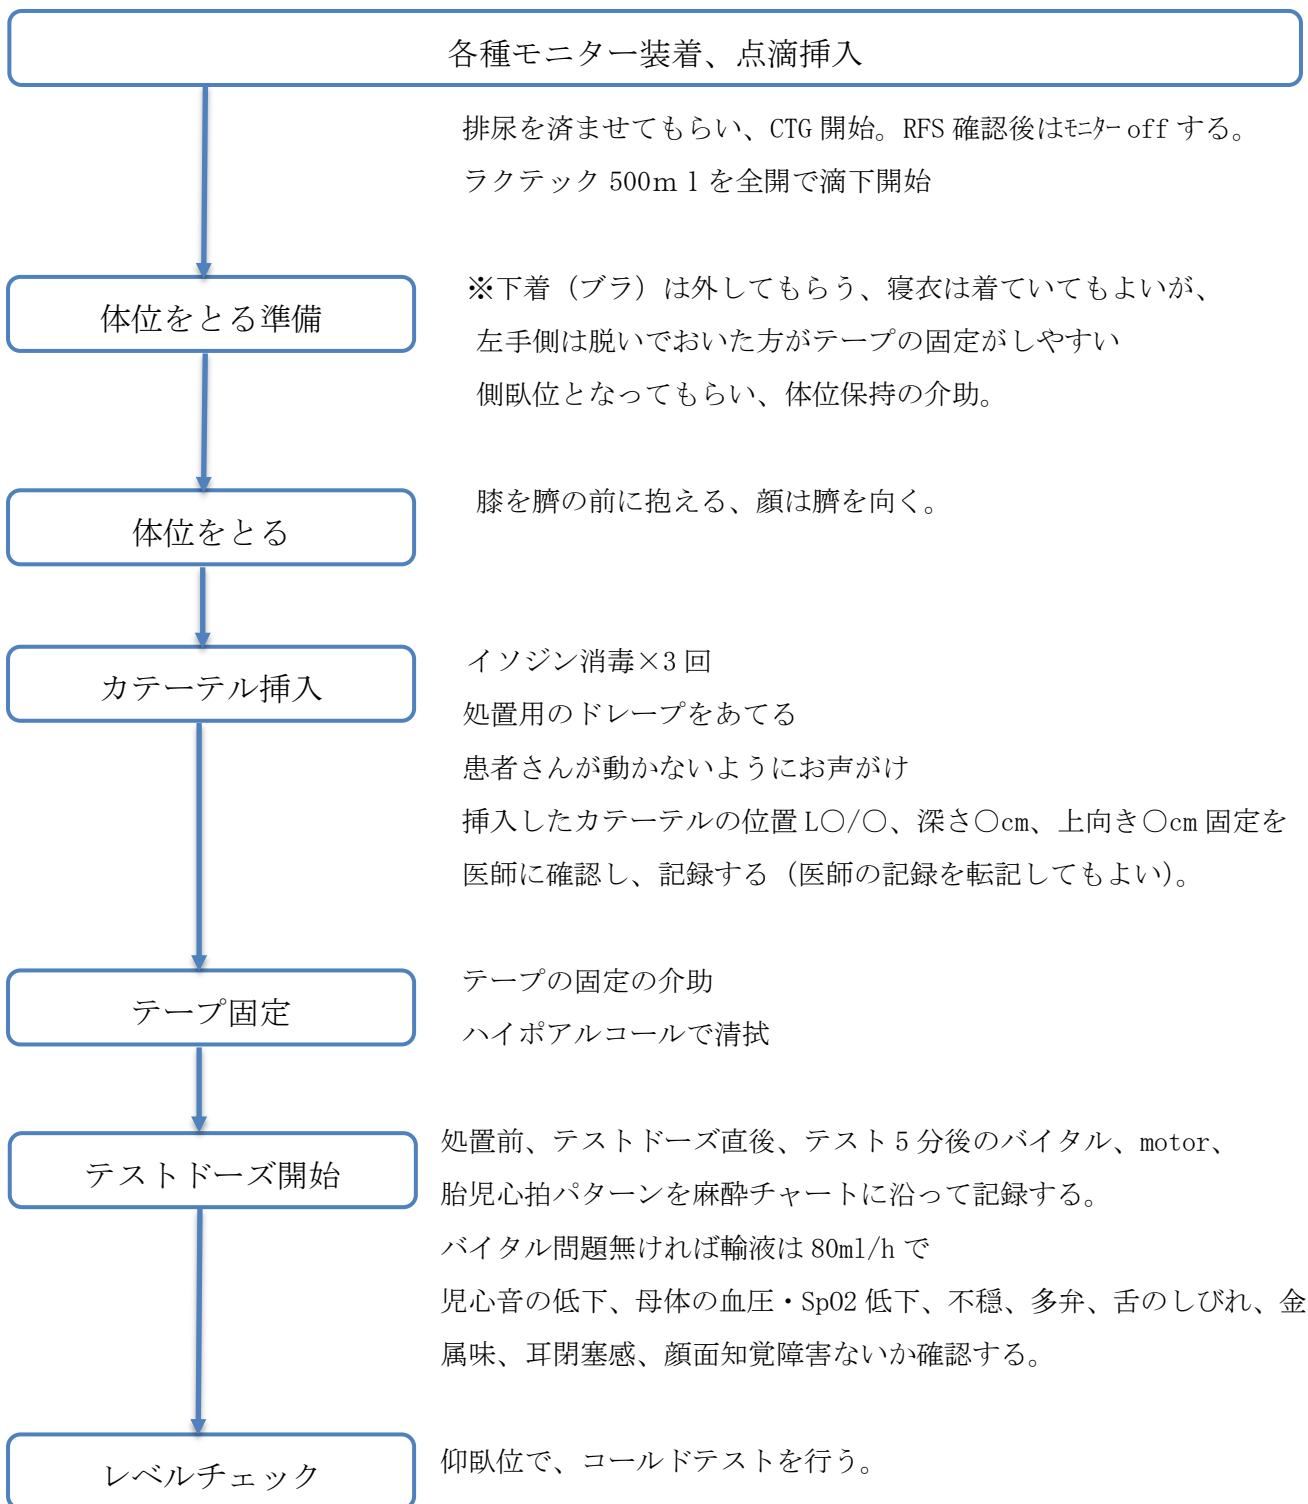 各種モニター装着、点滴挿入
排尿を済ませてもらい、CTG 開始。RFS 確認後はﾓﾆﾀｰ off する。
ラクテック 500ｍｌを全開で滴下開始
体位をとる準備
※下着（ブラ）は外してもらう、寝衣は着ていてもよいが、
左手側は脱いでおいた方がテープの固定がしやすい
側臥位となってもらい、体位保持の介助。
体位をとる
膝を臍の前に抱える、顔は臍を向く。
カテーテル挿入
イソジン消毒×3 回
処置用のドレープをあてる
患者さんが動かないようにお声がけ
挿入したカテーテルの位置 L○/○、深さ○cm、上向き○cm 固定を
医師に確認し、記録する（医師の記録を転記してもよい）。
テープ固定
テープの固定の介助
ハイポアルコールで清拭
テストドーズ開始
処置前、テストドーズ直後、テスト 5 分後のバイタル、motor、
胎児心拍パターンを麻酔チャートに沿って記録する。
バイタル問題無ければ輸液は 80ml/h で
児心音の低下、母体の血圧・SpO2 低下、不穏、多弁、舌のしびれ、金
属味、耳閉塞感、顔面知覚障害ないか確認する。
レベルチェック
仰臥位で、コールドテストを行う。